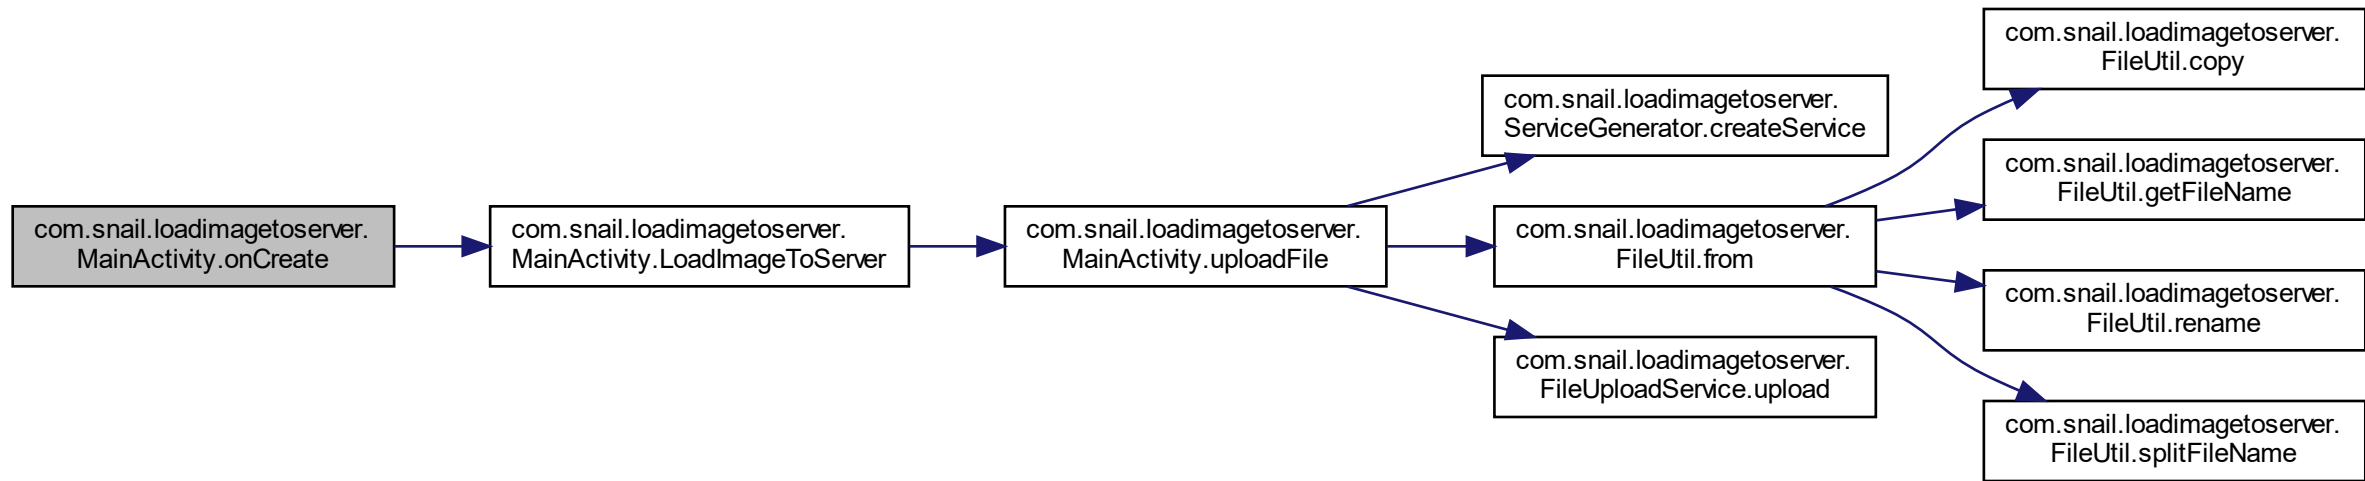 com.snail.loadimagetoserver.
MainActivity.onCreate
com.snail.loadimagetoserver.
MainActivity.LoadImageToServer
com.snail.loadimagetoserver.
MainActivity.uploadFile
com.snail.loadimagetoserver.
ServiceGenerator.createService
com.snail.loadimagetoserver.
FileUtil.from
com.snail.loadimagetoserver.
FileUploadService.upload
com.snail.loadimagetoserver.
FileUtil.copy
com.snail.loadimagetoserver.
FileUtil.getFileName
com.snail.loadimagetoserver.
FileUtil.rename
com.snail.loadimagetoserver.
FileUtil.splitFileName